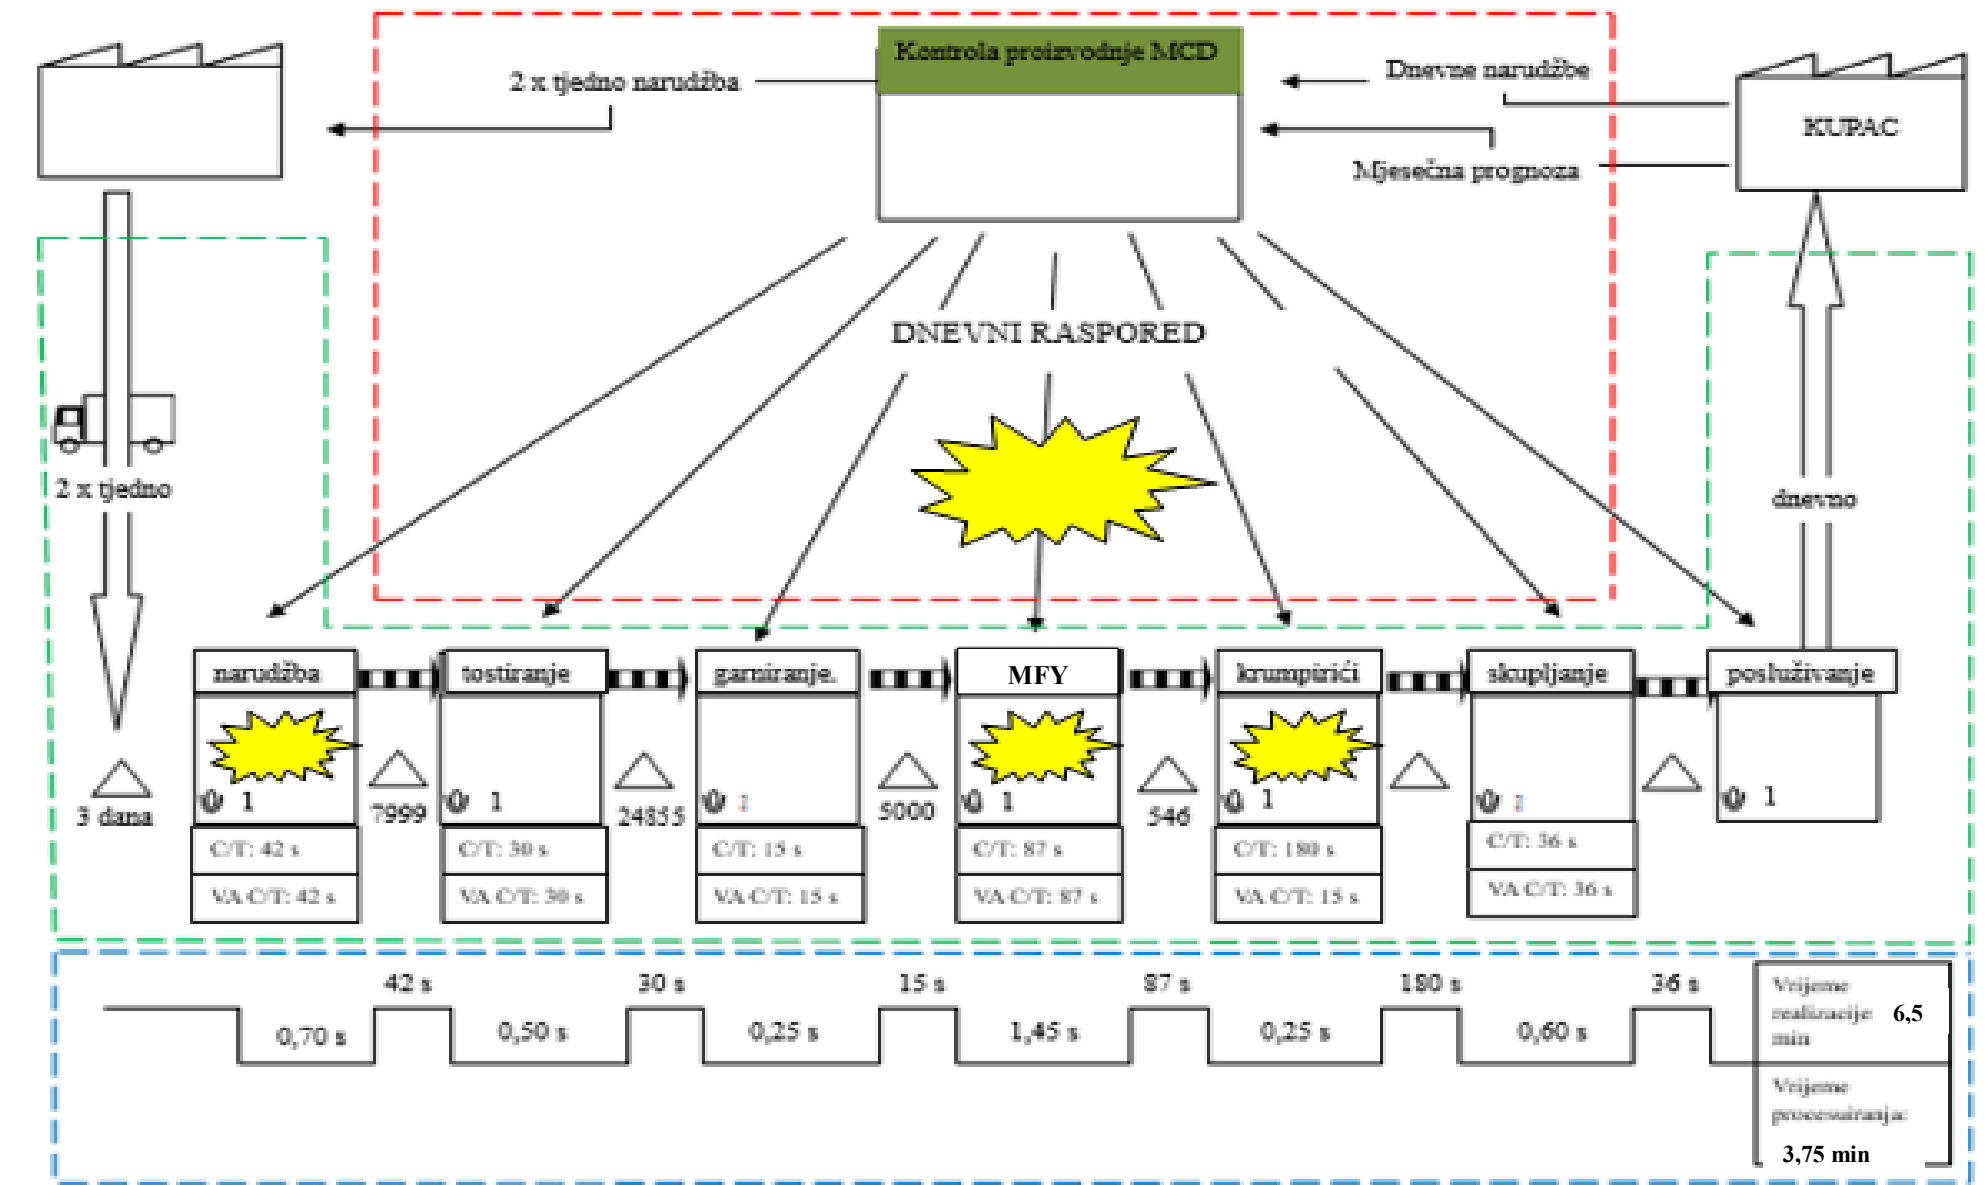 Kontrola proizvodnje MCD
2 x tjedno narudžba
Dnevne narudžbe
KUPAC
Mjesečna prognoza
DNEVNI RASPORED
2 x tjedno
dnevno
narudžba
tostiranje
garniranje.
MFY
krumpirići
skupljanje
posluživanje
3 dana
1
7999
1
24855
2
5000
1
546
1
2
1
C/T: 42 s
VA C/T: 42 s
C/T: 30 s
VA C/T: 30 s
C/T: 15 s
VA C/T: 15 s
C/T: 87 s
VA C/T: 87 s
C/T: 180 s
VA C/T: 15 s
C/T: 36 s
VA C/T: 36 s
42 s
30 s
15 s
87 s
180 s
36 s
0,70 s
0,50 s
0,25 s
1,45 s
0,25 s
0,60 s
Vrijeme
realizacije 6,5
min
Vrijeme
procesuiranja:
3,75 min